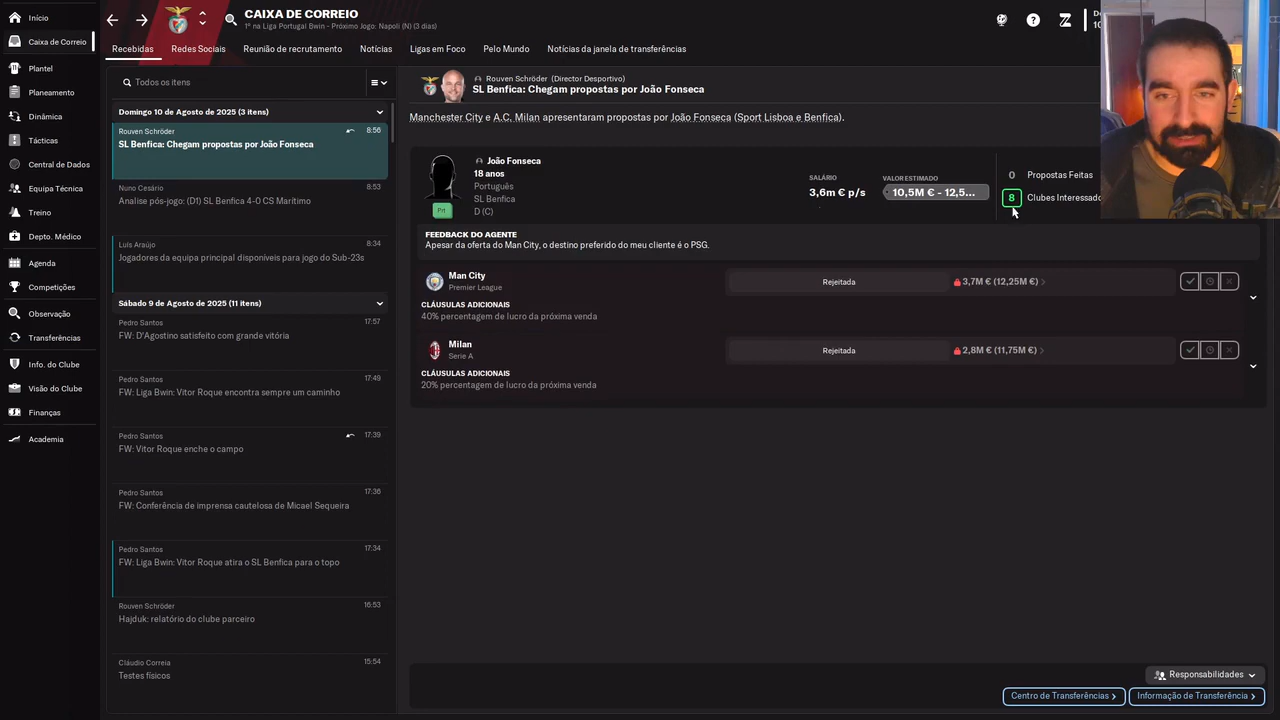 Início
Caixa de Correio
Plantel
Planeamento
Dinâmica
Tácticas
Central de Dados
Equipa Técnica
Treino
Depto. Médico
Agenda
Competições
Observação
Transferências
Info. do Clube
Visão do Clube
Finanças
Academia
CAIXA DE CORREIO
1º na Liga Portugal Bwin - Próximo Jogo: Napoli (N) (3 dias)
Recebidas Redes Sociais Reunião de recrutamento Notícias Ligas em Foco Pelo Mundo Notícias da janela de transferências
Todos os itens
Domingo 10 de Agosto de 2025 (3 itens)
Rouven Schröder 8:56
SL Benfica: Chegam propostas por João Fonseca
Nuno Cesário 8:53
Analise pós-jogo: (D1) SL Benfica 4-0 CS Marítimo
Luís Araújo 8:34
Jogadores da equipa principal disponíveis para jogo do Sub-23s
Sábado 9 de Agosto de 2025 (11 itens)
Pedro Santos 17:57
FW: D'Agostino satisfeito com grande vitória
Pedro Santos 17:49
FW: Liga Bwin: Vitor Roque encontra sempre um caminho
Pedro Santos 17:39
FW: Vitor Roque enche o campo
Pedro Santos 17:36
FW: Conferência de imprensa cautelosa de Micael Sequeira
Pedro Santos 17:34
FW: Liga Bwin: Vitor Roque atira o SL Benfica para o topo
Rouven Schröder 16:53
Hajduk: relatório do clube parceiro
Cláudio Correia 15:54
Testes físicos
Rouven Schröder (Director Desportivo)
SL Benfica: Chegam propostas por João Fonseca
Manchester City e A.C. Milan apresentaram propostas por João Fonseca (Sport Lisboa e Benfica).
João Fonseca
18 anos
Português
SL Benfica
D (C)
Prt
SALÁRIO
3,6m € p/s
VALOR ESTIMADO
10,5M € - 12,5...
0 Propostas Feitas
8 Clubes Interessado
FEEDBACK DO AGENTE
Apesar da oferta do Man City, o destino preferido do meu cliente é o PSG.
Man City
Premier League
Rejeitada
3,7M € (12,25M €)
CLÁUSULAS ADICIONAIS
40% percentagem de lucro da próxima venda
Milan
Serie A
Rejeitada
2,8M € (11,75M €)
CLÁUSULAS ADICIONAIS
20% percentagem de lucro da próxima venda
Responsabilidades
Centro de Transferências Informação de Transferência